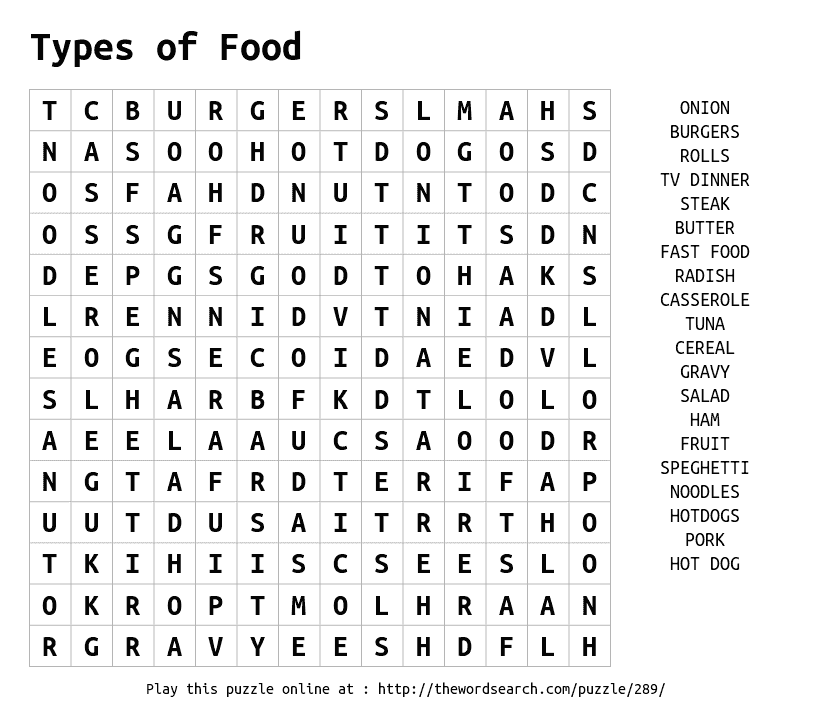 Types of Food
T C B U R G E R S L M A H S
N A S O O H O T D O G O S D
O S F A H D N U T N T O D C
O S S G F R U I T I T S D N
D E P G S G O D T O H A K S
L R E N N I D V T N I A D L
E O G S E C O I D A E D V L
S L H A R B F K D T L O L O
A E E L A A U C S A O O D R
N G T A F R D T E R I F A P
U U T D U S A I T R R T H O
T K I H I I S C S E E S L O
O K R O P T M O L H R A A N
R G R A V Y E E S H D F L H
ONION
BURGERS
ROLLS
TV DINNER
STEAK
BUTTER
FAST FOOD
RADISH
CASSEROLE
TUNA
CEREAL
GRAVY
SALAD
HAM
FRUIT
SPEGHETTI
NOODLES
HOTDOGS
PORK
HOT DOG
Play this puzzle online at : http://thewordsearch.com/puzzle/289/